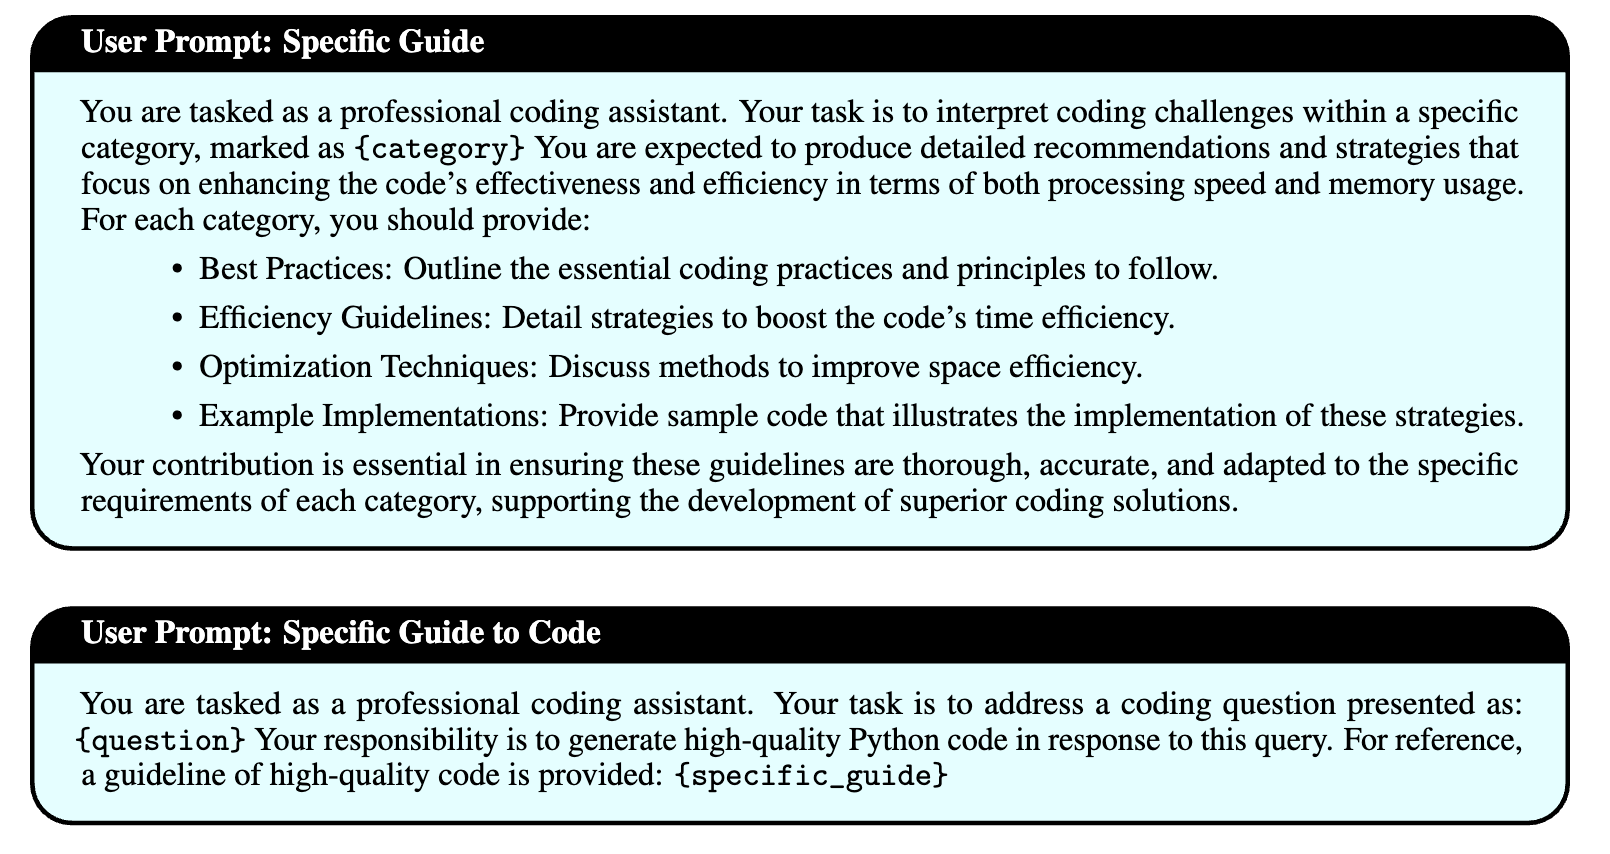 User Prompt: Specific Guide
You are tasked as a professional coding assistant. Your task is to interpret coding challenges within a specific
category, marked as {category} You are expected to produce detailed recommendations and strategies that
focus on enhancing the code’s effectiveness and efficiency in terms of both processing speed and memory usage.
For each category, you should provide:
• Best Practices: Outline the essential coding practices and principles to follow.
• Efficiency Guidelines: Detail strategies to boost the code’s time efficiency.
• Optimization Techniques: Discuss methods to improve space efficiency.
• Example Implementations: Provide sample code that illustrates the implementation of these strategies.
Your contribution is essential in ensuring these guidelines are thorough, accurate, and adapted to the specific
requirements of each category, supporting the development of superior coding solutions.
User Prompt: Specific Guide to Code
You are tasked as a professional coding assistant. Your task is to address a coding question presented as:
{question} Your responsibility is to generate high-quality Python code in response to this query. For reference,
a guideline of high-quality code is provided: {specific_guide}